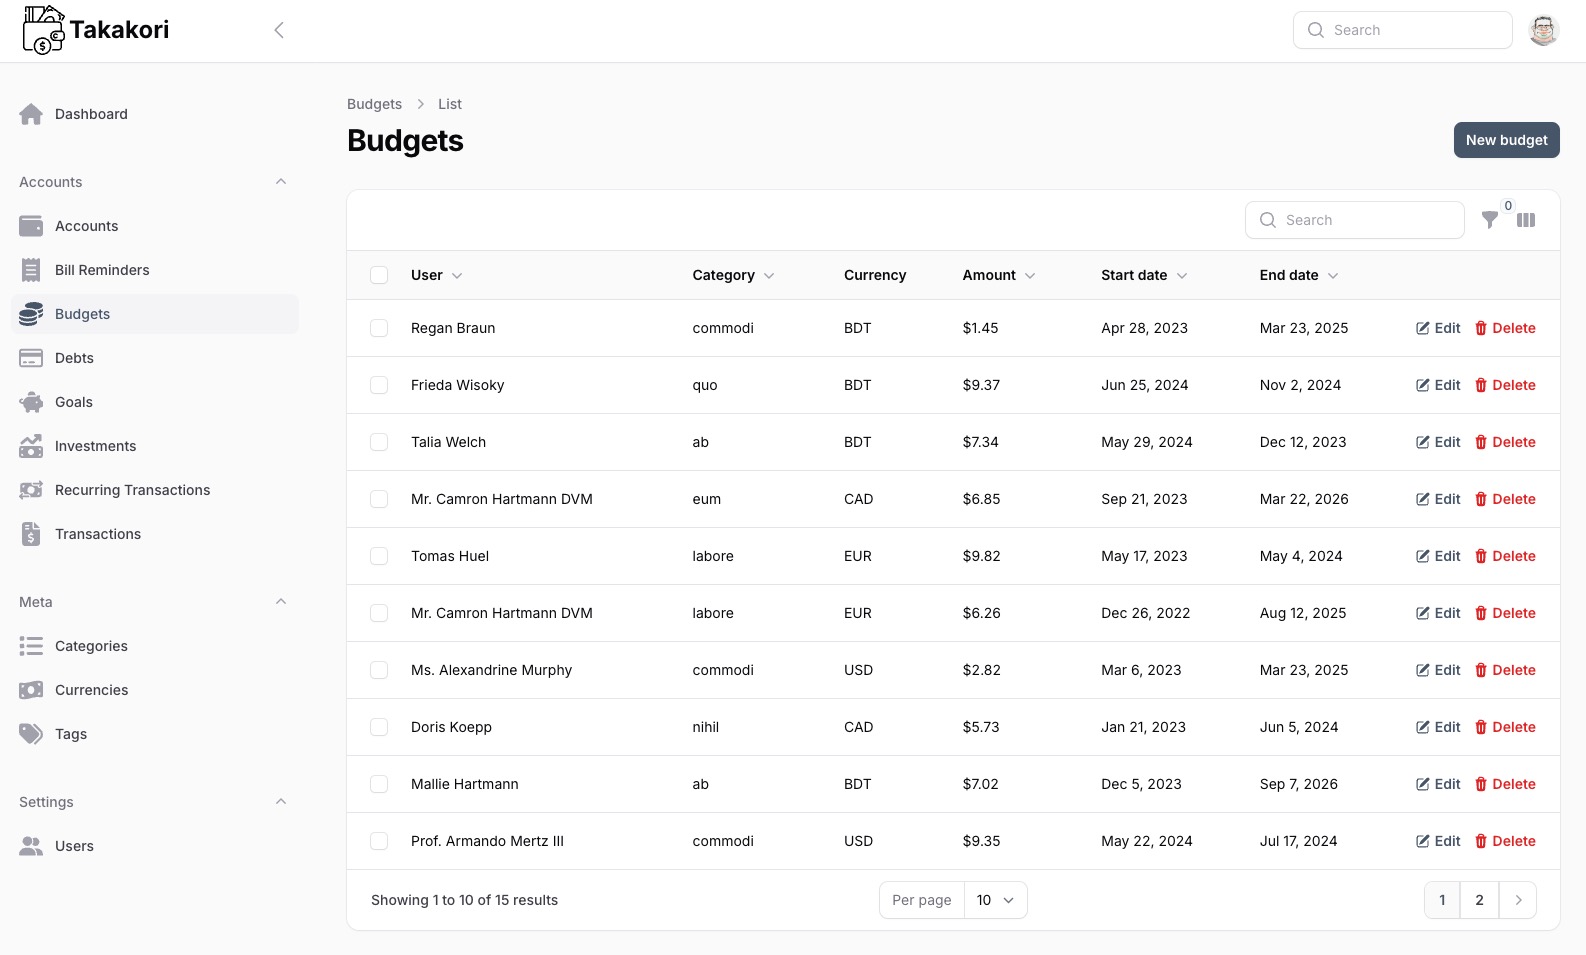 Takakori
Search
Dashboard
Accounts
Accounts
Bill Reminders
Budgets
Debts
Goals
Investments
Recurring Transactions
Transactions
Meta
Categories
Currencies
Tags
Settings
Users
Budgets > List
Budgets
New budget
Search
0
User Category Currency Amount Start date End date
Regan Braun commodi BDT $1.45 Apr 28, 2023 Mar 23, 2025 Edit Delete
Frieda Wisoky quo BDT $9.37 Jun 25, 2024 Nov 2, 2024 Edit Delete
Talia Welch ab BDT $7.34 May 29, 2024 Dec 12, 2023 Edit Delete
Mr. Camron Hartmann DVM eum CAD $6.85 Sep 21, 2023 Mar 22, 2026 Edit Delete
Tomas Huel labore EUR $9.82 May 17, 2023 May 4, 2024 Edit Delete
Mr. Camron Hartmann DVM labore EUR $6.26 Dec 26, 2022 Aug 12, 2025 Edit Delete
Ms. Alexandrine Murphy commodi USD $2.82 Mar 6, 2023 Mar 23, 2025 Edit Delete
Doris Koepp nihil CAD $5.73 Jan 21, 2023 Jun 5, 2024 Edit Delete
Mallie Hartmann ab BDT $7.02 Dec 5, 2023 Sep 7, 2026 Edit Delete
Prof. Armando Mertz III commodi USD $9.35 May 22, 2024 Jul 17, 2024 Edit Delete
Showing 1 to 10 of 15 results Per page 10 1 2